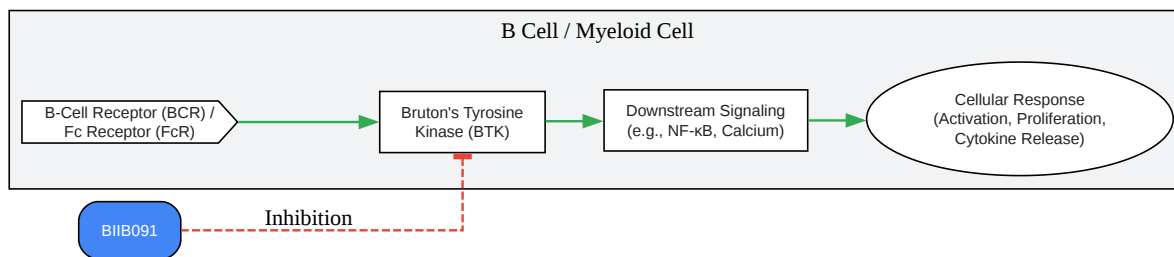 B Cell / Myeloid Cell
B-Cell Receptor (BCR) /
Fc Receptor (FcR)
Bruton's Tyrosine
Kinase (BTK)
Downstream Signaling
(e.g., NF-κB, Calcium)
Cellular Response
(Activation, Proliferation,
Cytokine Release)
BIIB091
Inhibition